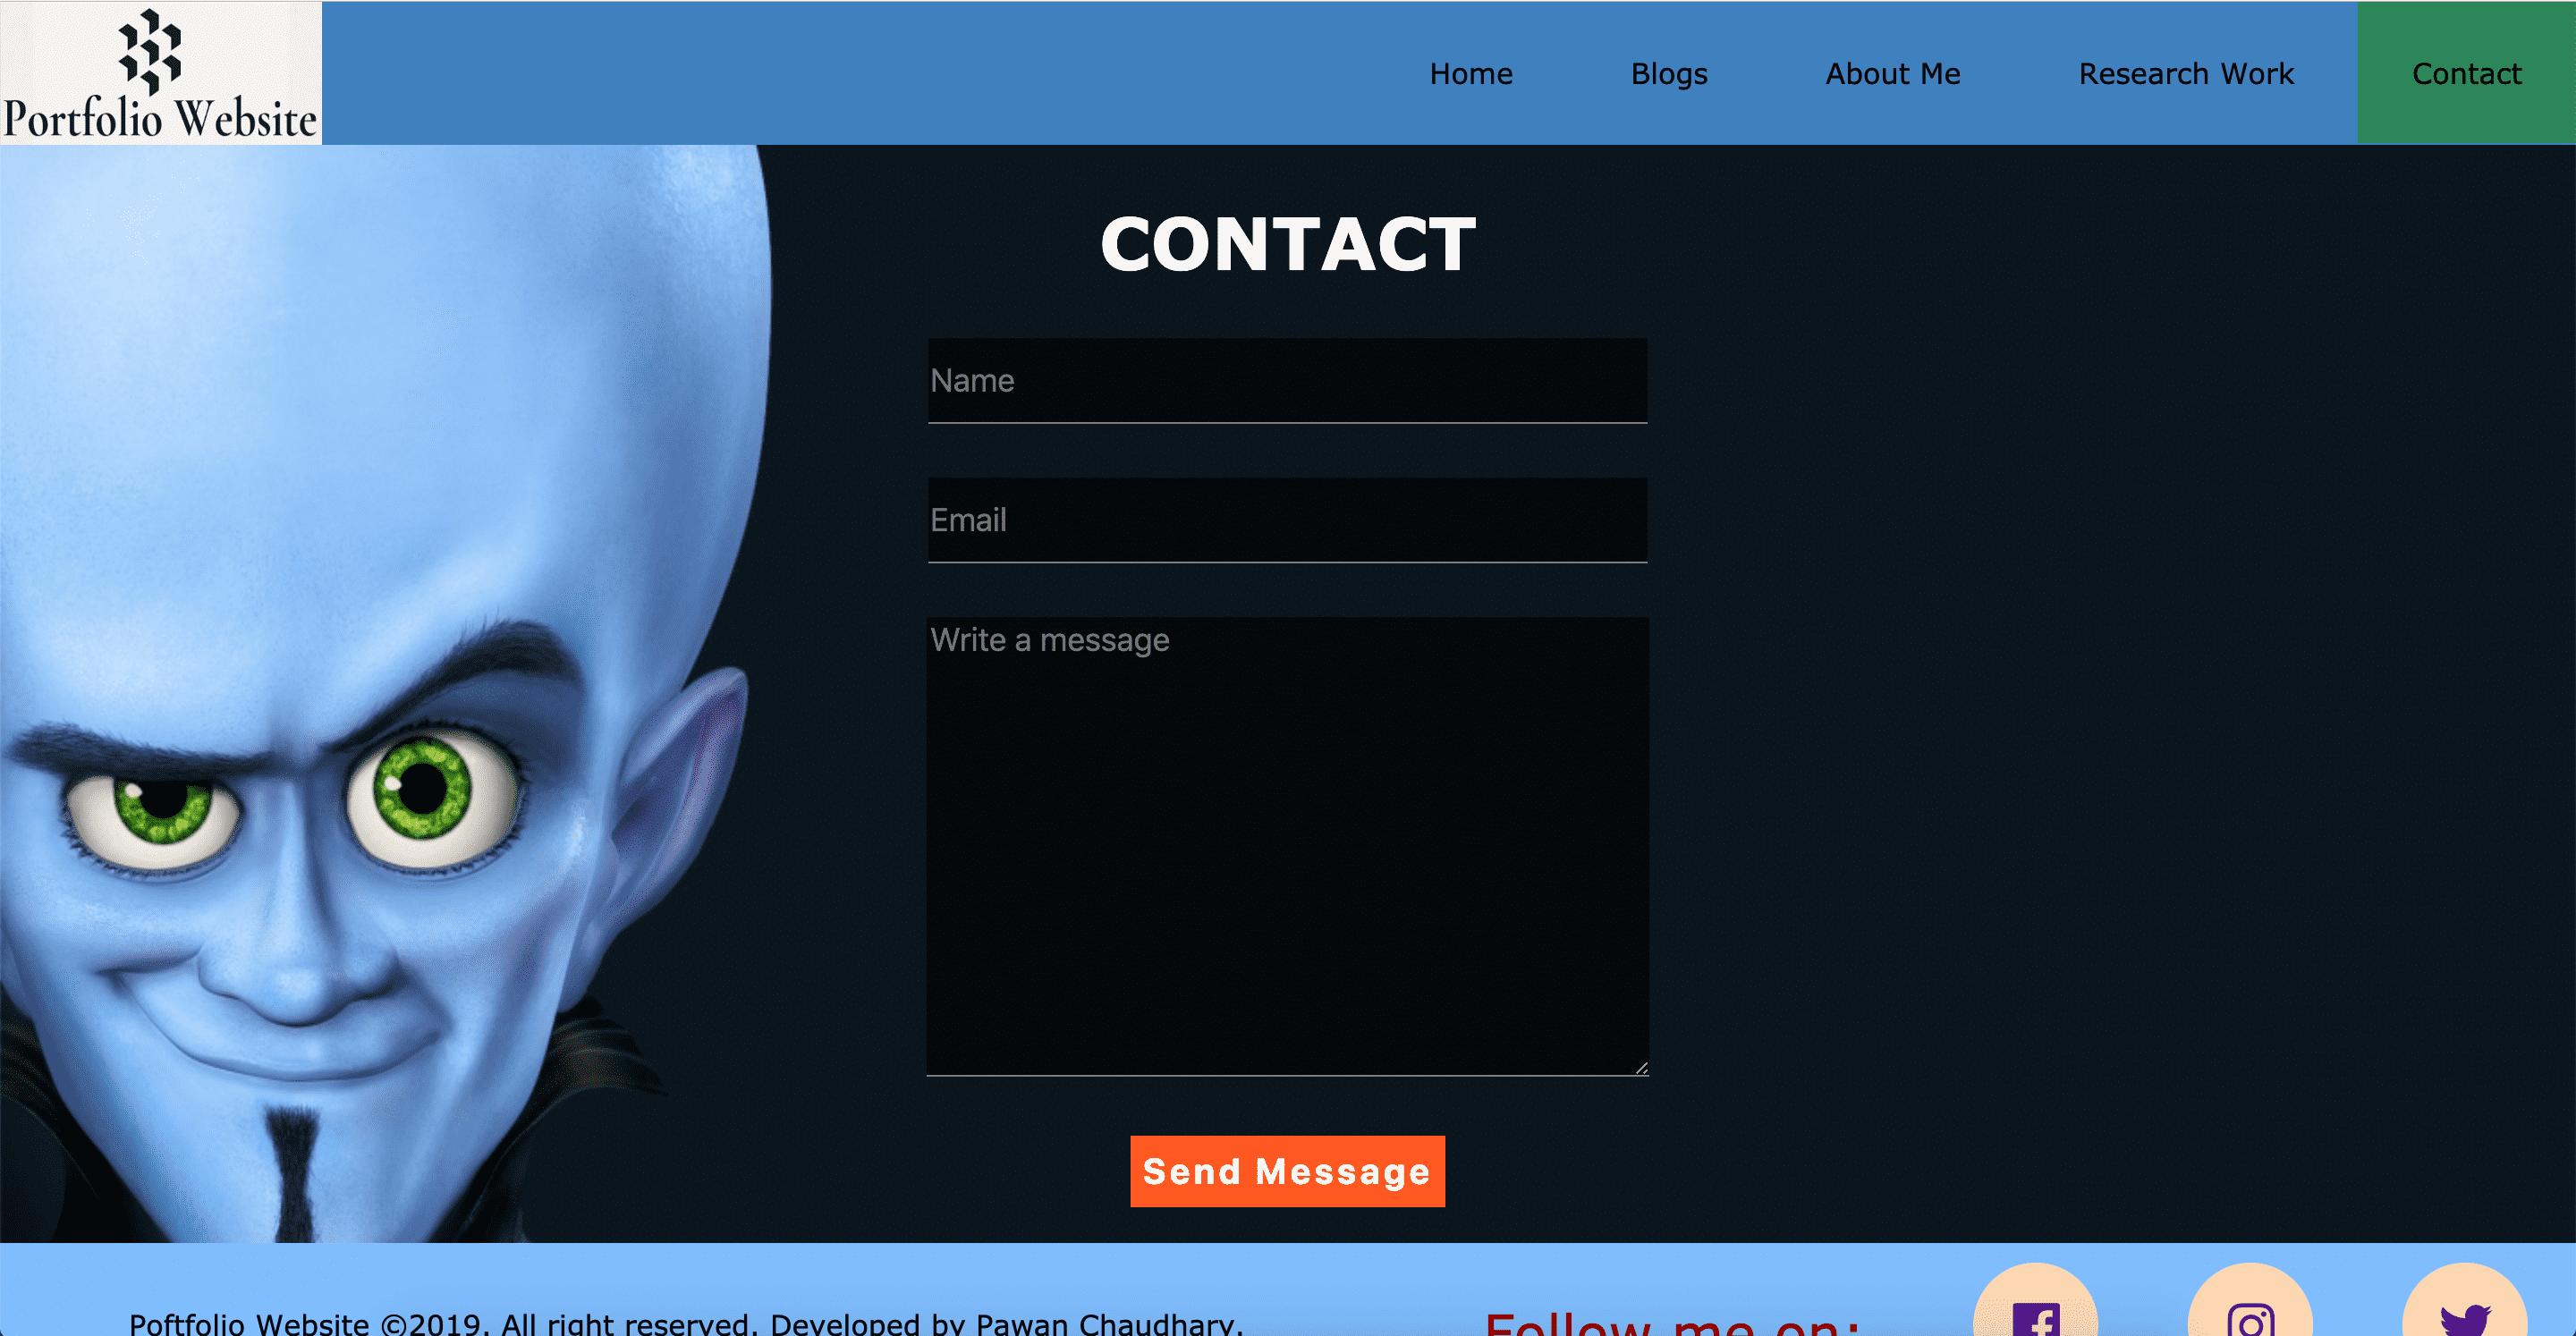 Portfolio Website
Home
Blogs
About Me
Research Work
Contact
CONTACT
Name
Email
Write a message
Send Message
Poftfolio Website ©2019. All right reserved. Developed by Pawan Chaudhary.
Follow me on: